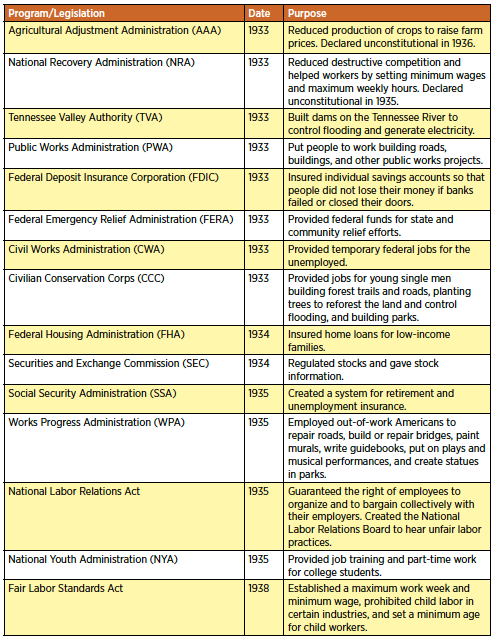 Program/Legislation Date Purpose
Agricultural Adjustment Administration (AAA) 1933 Reduced production of crops to raise farm
prices. Declared unconstitutional in 1936.
National Recovery Administration (NRA) 1933 Reduced destructive competition and
helped workers by setting minimum wages
and maximum weekly hours. Declared
unconstitutional in 1935.
Tennessee Valley Authority (TVA) 1933 Built dams on the Tennessee River to
control flooding and generate electricity.
Public Works Administration (PWA) 1933 Put people to work building roads,
buildings, and other public works projects.
Federal Deposit Insurance Corporation (FDIC) 1933 Insured individual savings accounts so that
people did not lose their money if banks
failed or closed their doors.
Federal Emergency Relief Administration (FERA) 1933 Provided federal funds for state and
community relief efforts.
Civil Works Administration (CWA) 1933 Provided temporary federal jobs for the
unemployed.
Civilian Conservation Corps (CCC) 1933 Provided jobs for young single men
building forest trails and roads, planting
trees to reforest the land and control
flooding, and building parks.
Federal Housing Administration (FHA) 1934 Insured home loans for low-income
families.
Securities and Exchange Commission (SEC) 1934 Regulated stocks and gave stock
information.
Social Security Administration (SSA) 1935 Created a system for retirement and
unemployment insurance.
Works Progress Administration (WPA) 1935 Employed out-of-work Americans to
repair roads, build or repair bridges, paint
murals, write guidebooks, put on plays and
musical performances, and create statues
in parks.
National Labor Relations Act 1935 Guaranteed the right of employees to
organize and to bargain collectively with
their employers. Created the National
Labor Relations Board to hear unfair labor
practices.
National Youth Administration (NYA) 1935 Provided job training and part-time work
for college students.
Fair Labor Standards Act 1938 Established a maximum work week and
minimum wage, prohibited child labor in
certain industries, and set a minimum age
for child workers.